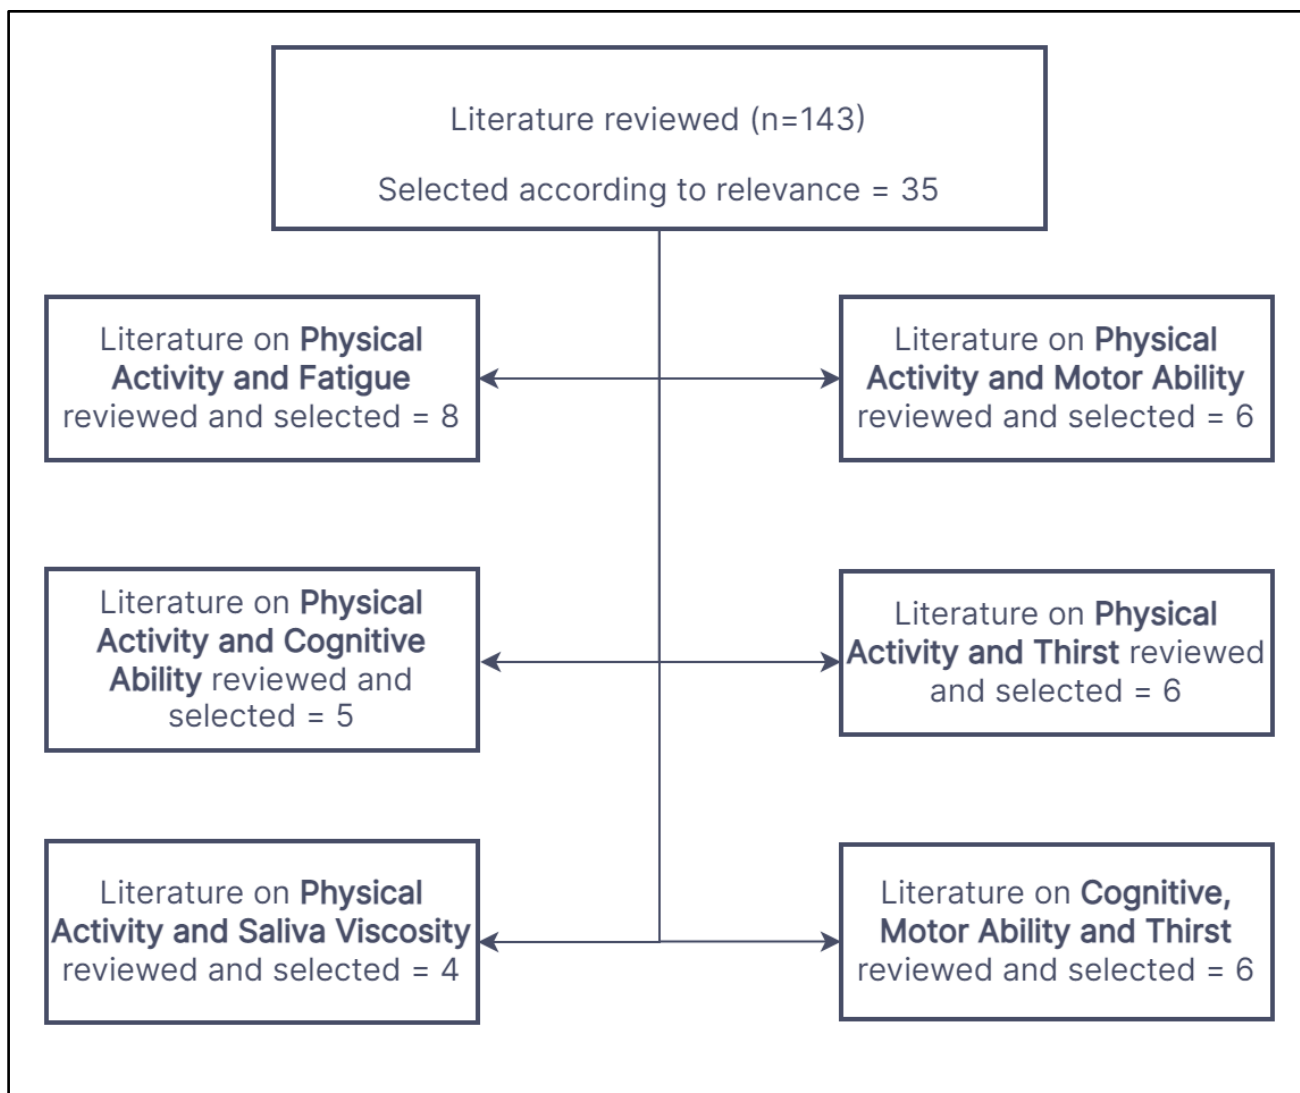 Literature reviewed (n=143)
Selected according to relevance = 35
Literature on Physical
Activity and Fatigue
reviewed and selected = 8
Literature on Physical
Activity and Motor Ability
reviewed and selected = 6
Literature on Physical
Activity and Cognitive
Ability reviewed and
selected = 5
Literature on Physical
Activity and Thirst reviewed
and selected = 6
Literature on Physical
Activity and Saliva Viscosity
reviewed and selected = 4
Literature on Cognitive,
Motor Ability and Thirst
reviewed and selected = 6